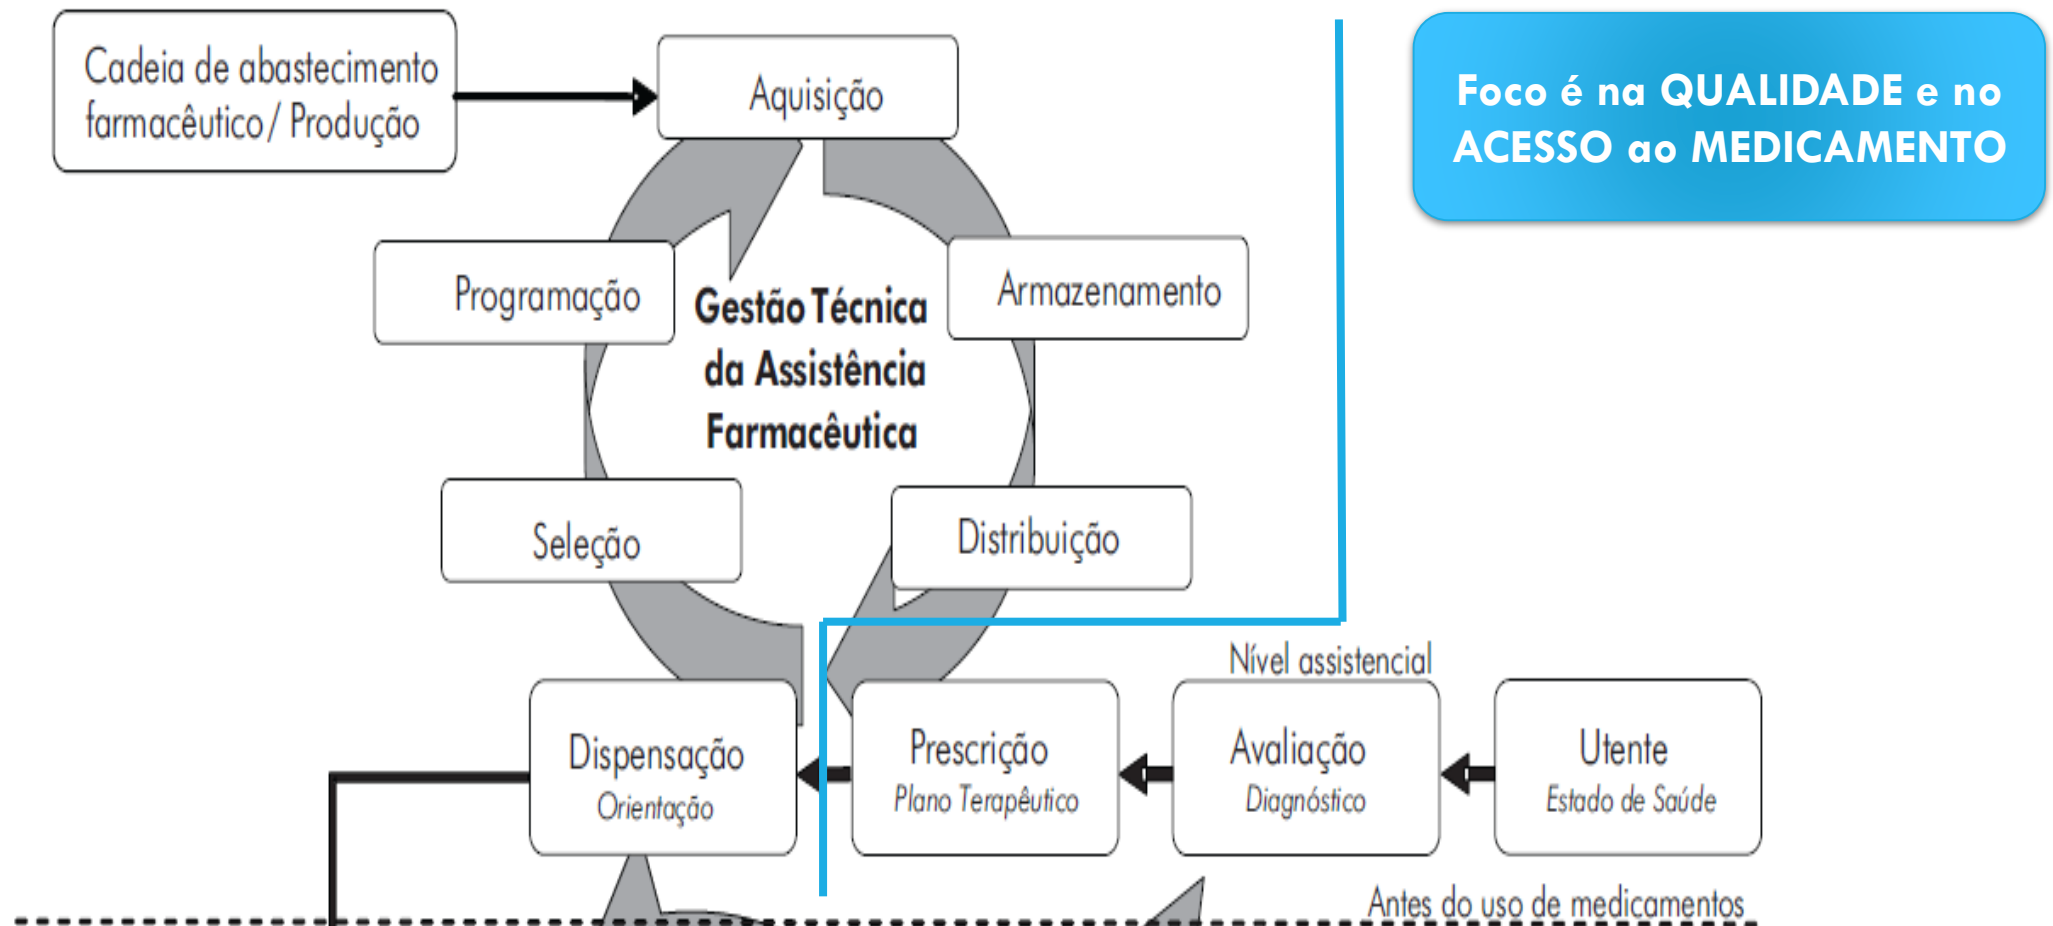 Cadeia de abastecimento
farmacêutico/ Produção
Aquisição
Foco é na QUALIDADE e no
ACESSO ao MEDICAMENTO
Programação
Armazenamento
Gestão Técnica
da Assistência
Farmacêutica
Seleção
Distribuição
Nível assistencial
Dispensação
Orientação
Prescrição
Plano Terapêutico
Avaliação
Diagnóstico
Utente
Estado de Saúde
Antes do uso de medicamentos